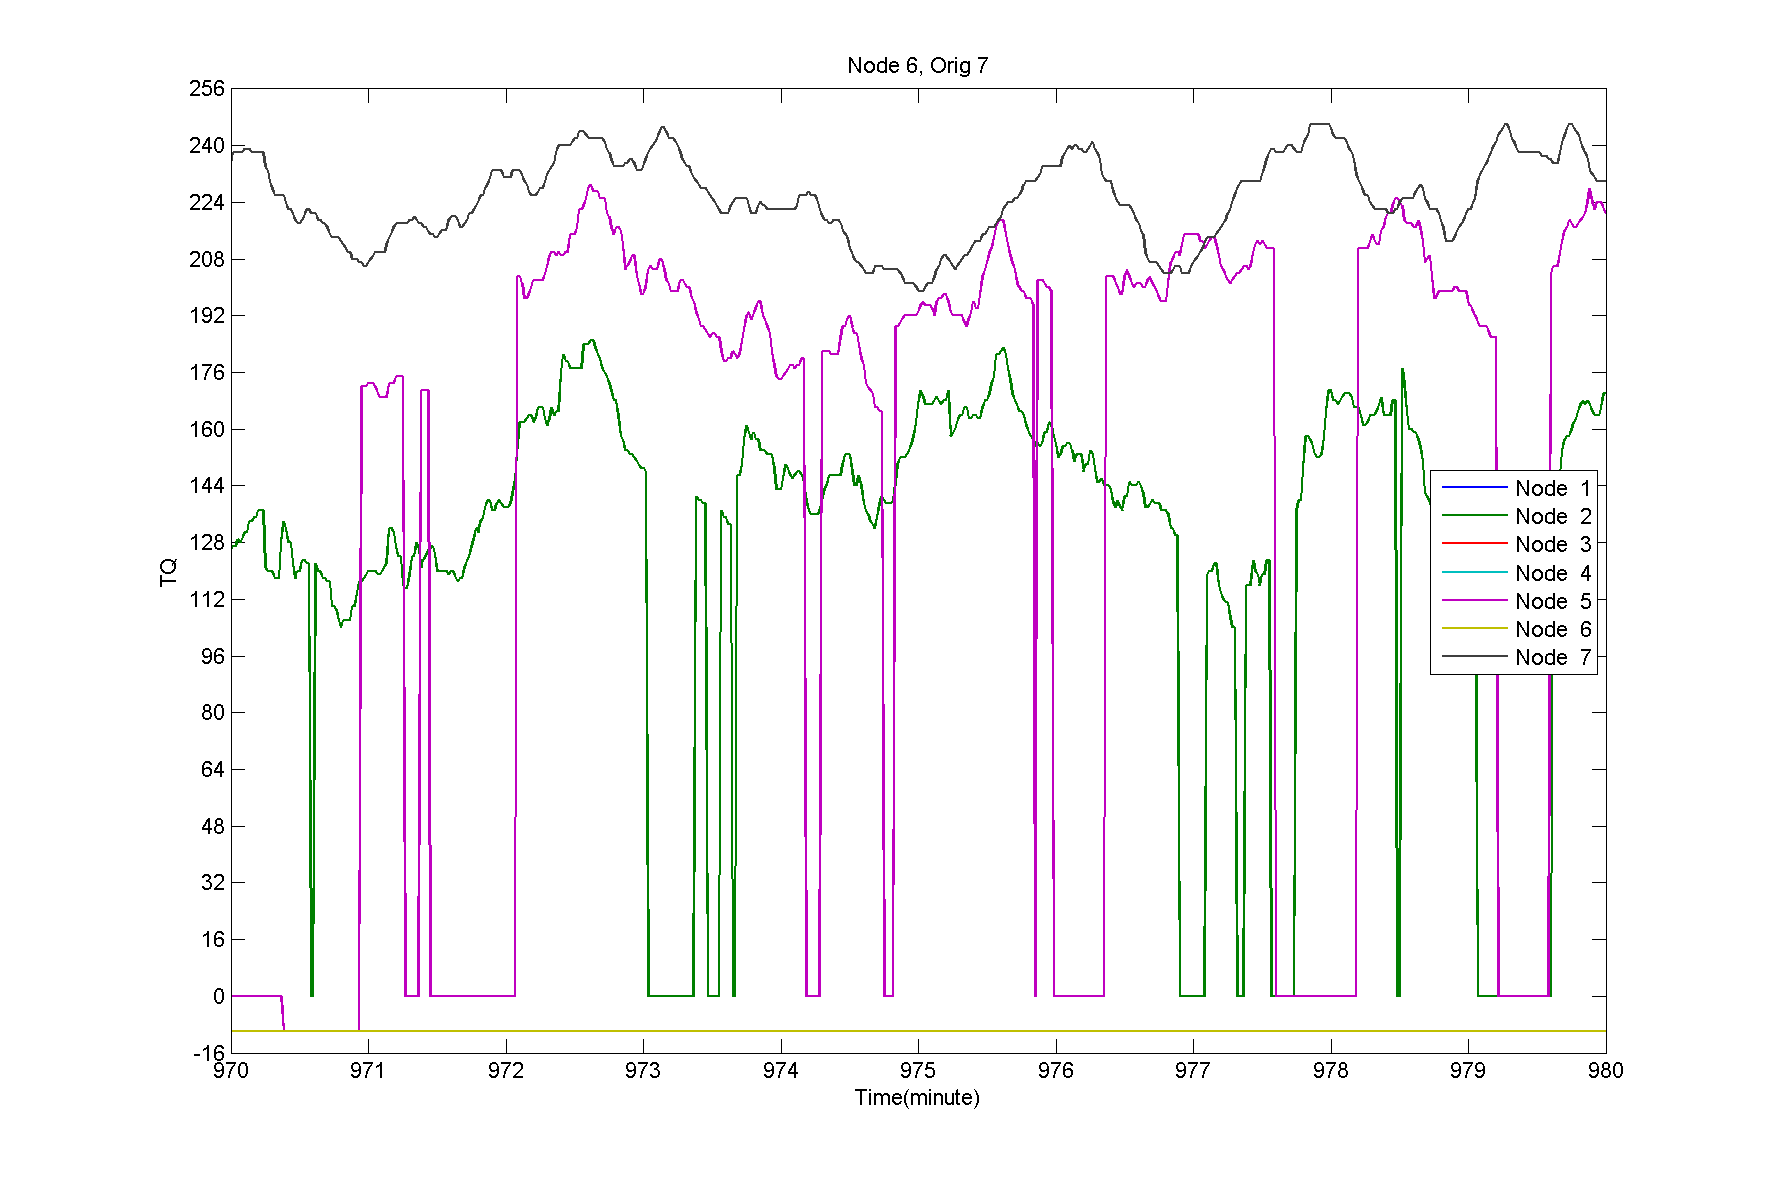 Node 6, Orig 7
256
240
224
208
192
176
160
144
128
112
96
80
64
48
32
16
0
-16
TQ
Node 1
Node 2
Node 3
Node 4
Node 5
Node 6
Node 7
970 971 972 973 974 975 976 977 978 979 980
Time(minute)